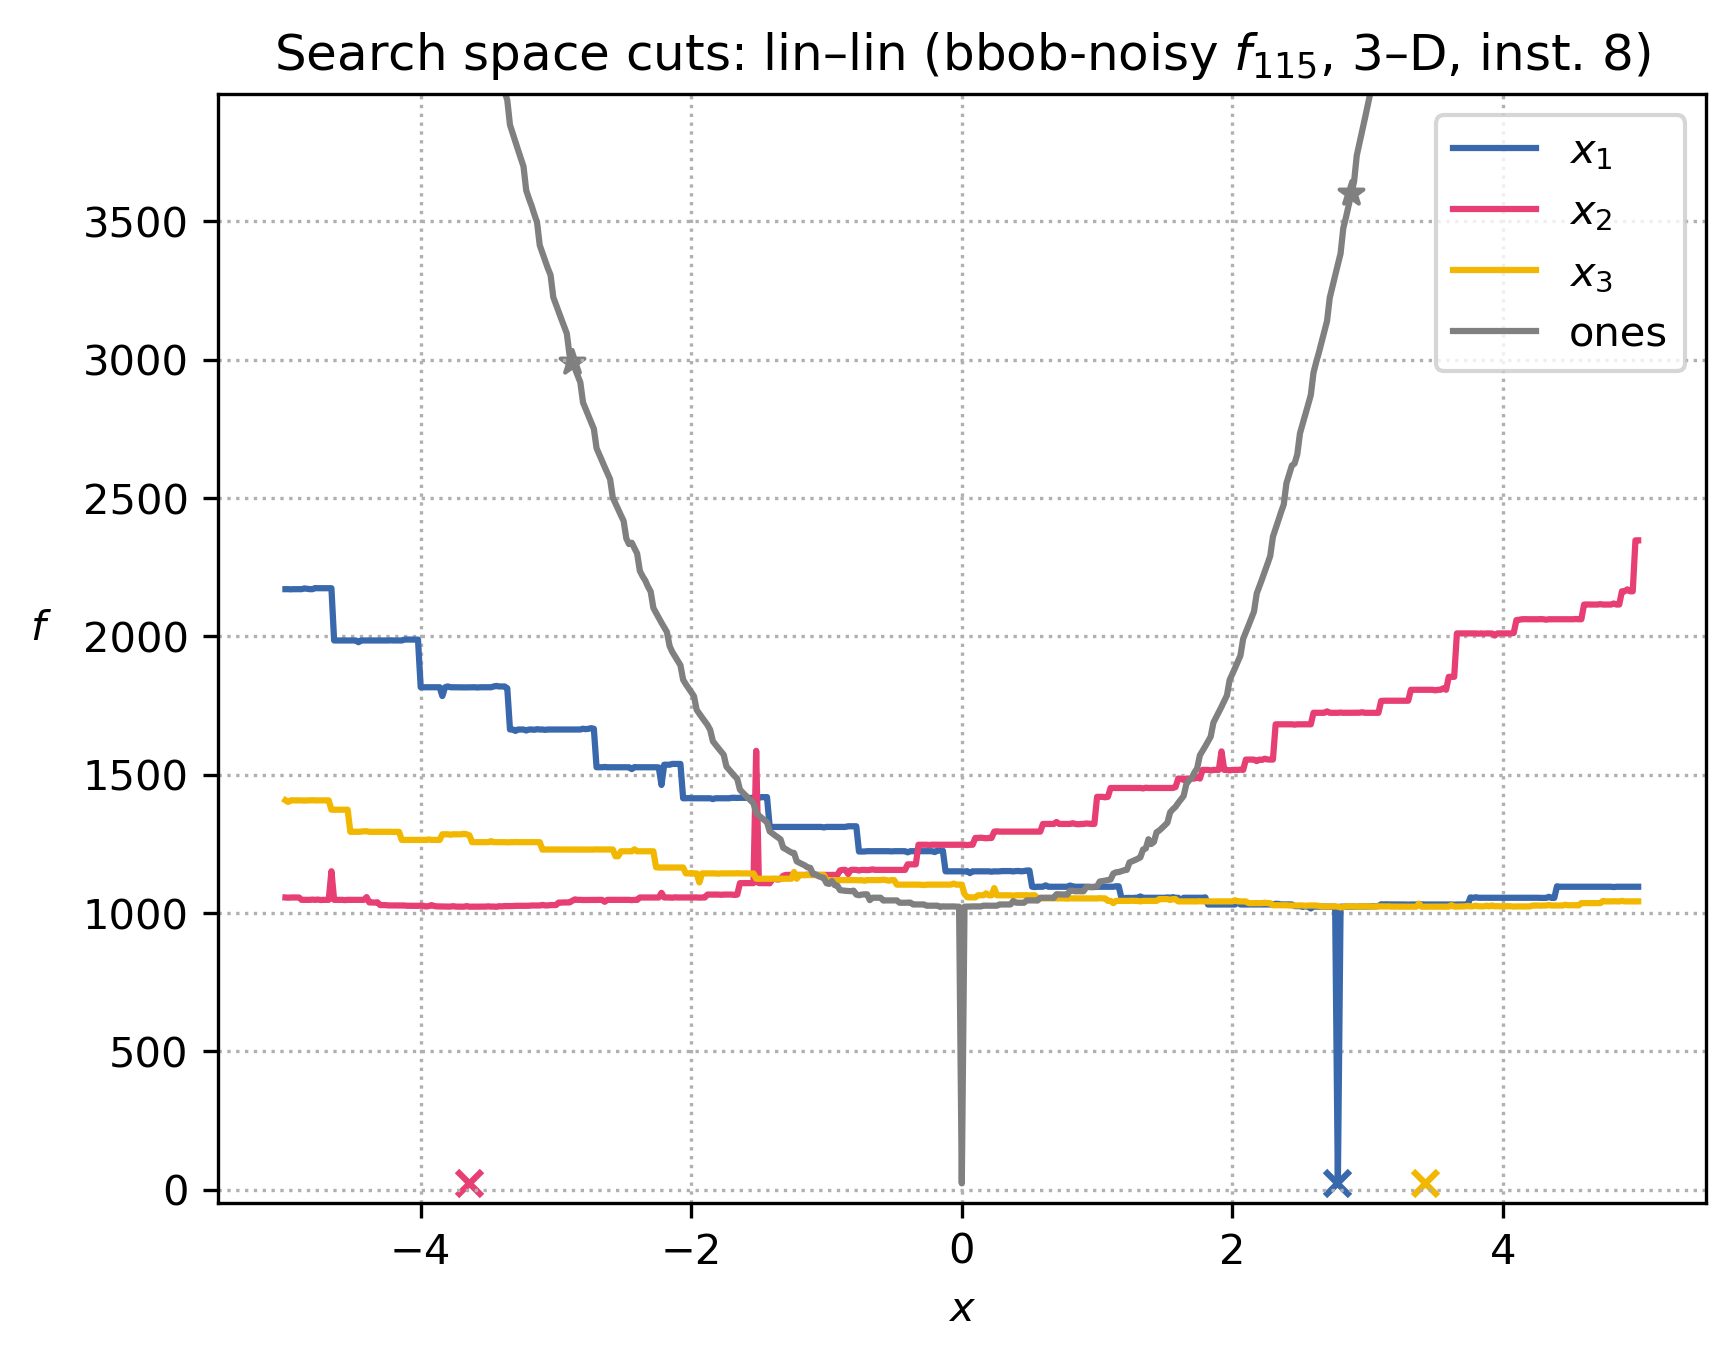 Search space cuts: lin–lin (bbob-noisy f₁₁₅, 3–D, inst. 8)
x₁
x₂
x₃
ones
3500
3000
2500
2000
1500
1000
500
0
f
−4 −2 0 2 4
x